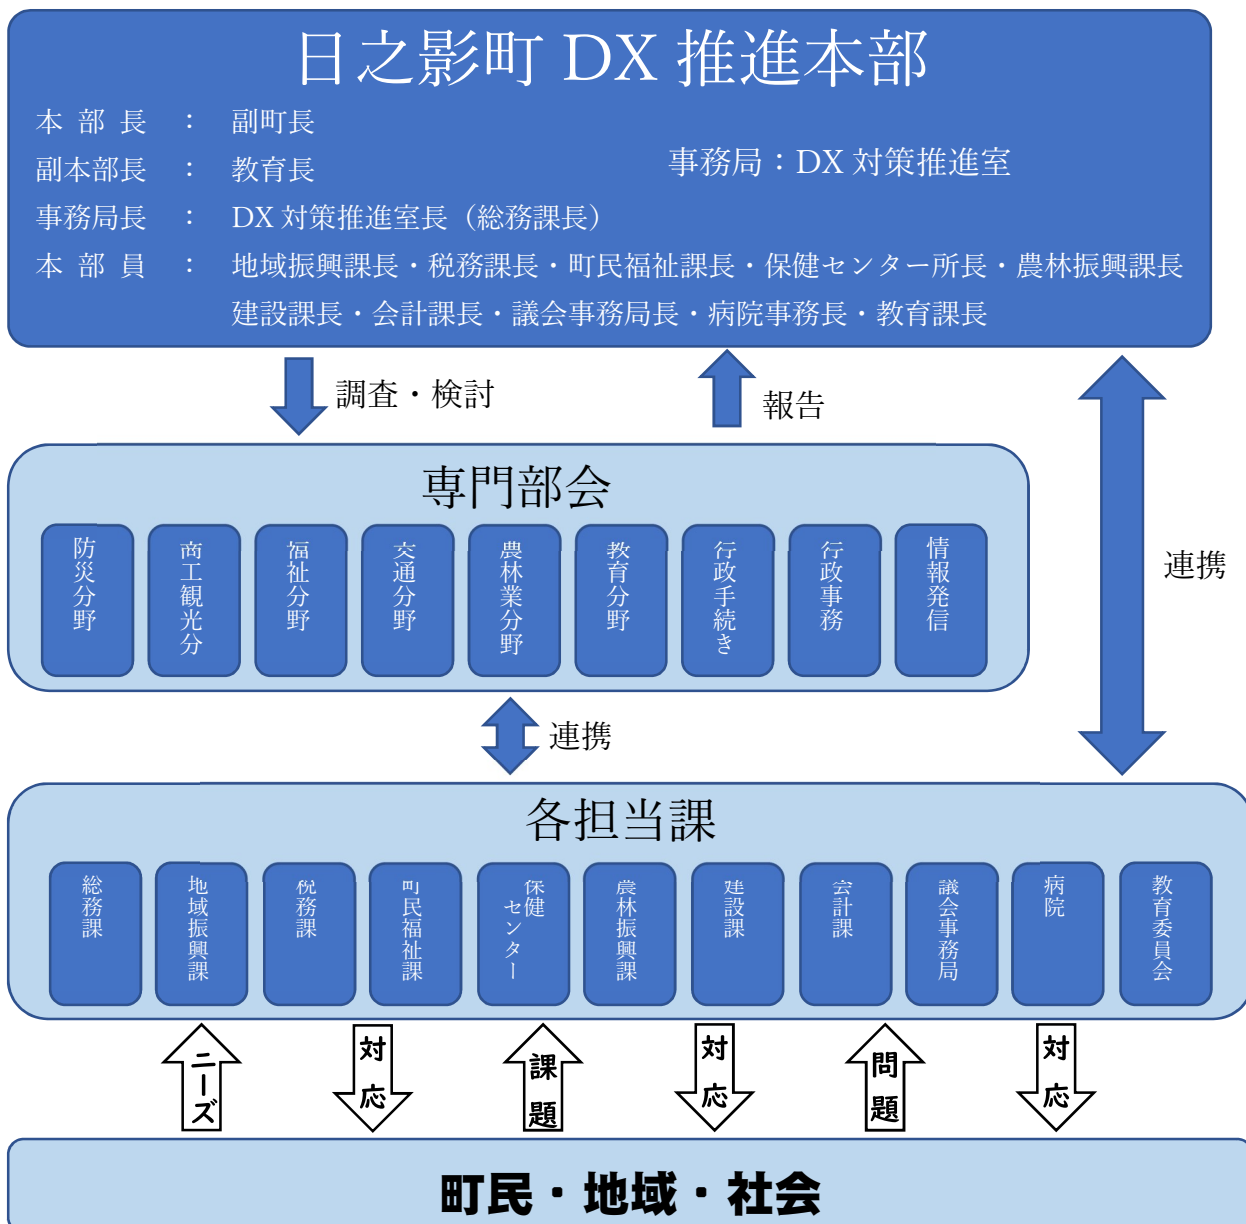 日之影町 DX 推進本部
本 部 長 ： 副町長
副本部長 ： 教育長
事務局：DX 対策推進室
事務局長 ： DX 対策推進室長（総務課長）
本 部 員 ： 地域振興課長・税務課長・町民福祉課長・保健センター所長・農林振興課長
建設課長・会計課長・議会事務局長・病院事務長・教育課長
調査・検討
報告
連携
専門部会
防災分野
商工観光分
福祉分野
交通分野
農林業分野
教育分野
行政手続き
行政事務
情報発信
連携
各担当課
総務課
地域振興課
税務課
町民福祉課
保健
センター
農林振興課
建設課
会計課
議会事務局
病院
教育委員会
ニーズ
対応
課題
対応
問題
対応
町民・地域・社会